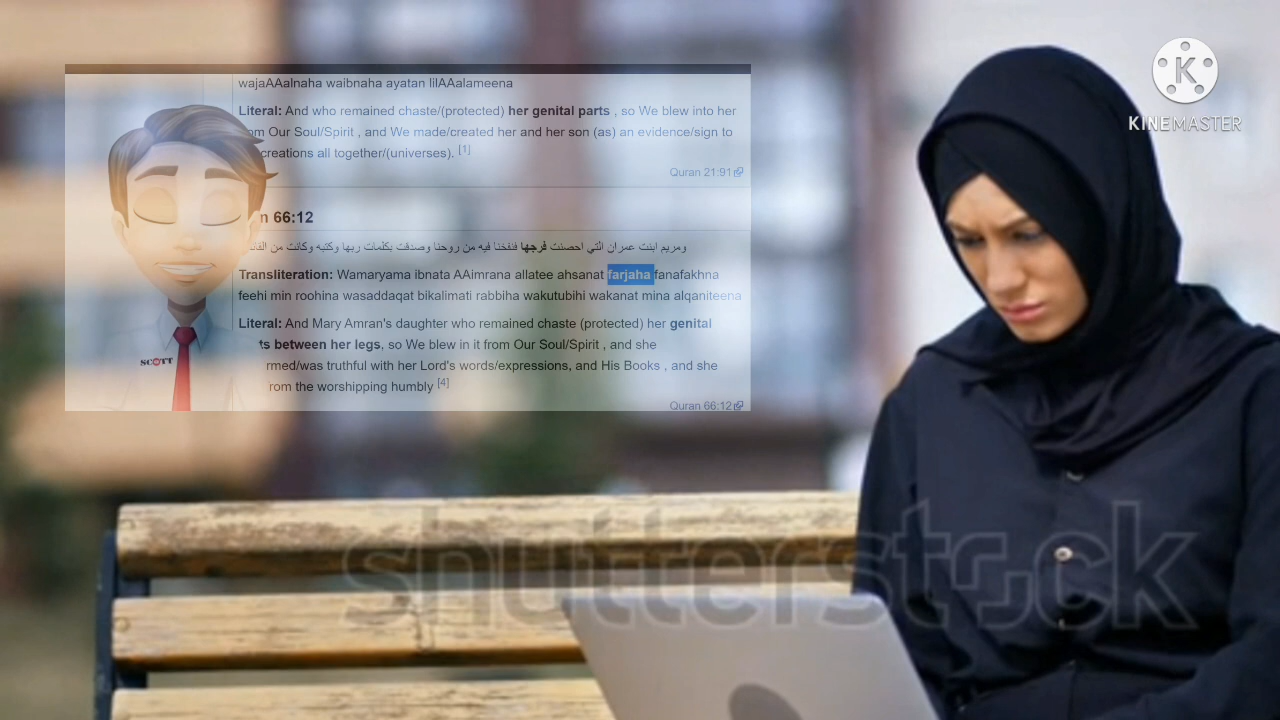 wajaAAalnaha waibnaha ayatan lilAAalameena
Literal: And who remained chaste/(protected) her genital parts , so We blew into her
om Our Soul/Spirit , and We made/created her and her son (as) an evidence/sign to
creations all together/(universes). [1]
Quran 21:91
n 66:12
ومريم ابنت عمران التي احصنت فرجها فنفخنا فيه من روحنا وصدقت بكلمات ربها وكتبه وكانت من
Transliteration: Wamaryama ibnata AAimrana allatee ahsanat farjaha fanafakhna
feehi min roohina wasaddaqat bikalimati rabbiha wakutubihi wakanat mina alqaniteena
Literal: And Mary Amran's daughter who remained chaste (protected) her genital
ts between her legs, so We blew in it from Our Soul/Spirit , and she
rmed/was truthful with her Lord's words/expressions, and His Books , and she
rom the worshipping humbly [4]
Quran 66:12
SCOTT
K
KINEMASTER
shutterstock